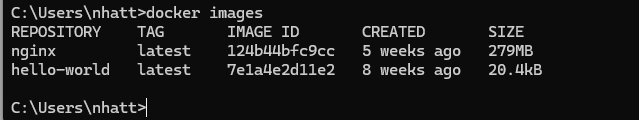 C:\Users\nhatt>docker images
REPOSITORY    TAG       IMAGE ID       CREATED       SIZE
nginx         latest    124b44bfc9cc   5 weeks ago   279MB
hello-world   latest    7e1a4e2d11e2   8 weeks ago   20.4kB
C:\Users\nhatt>